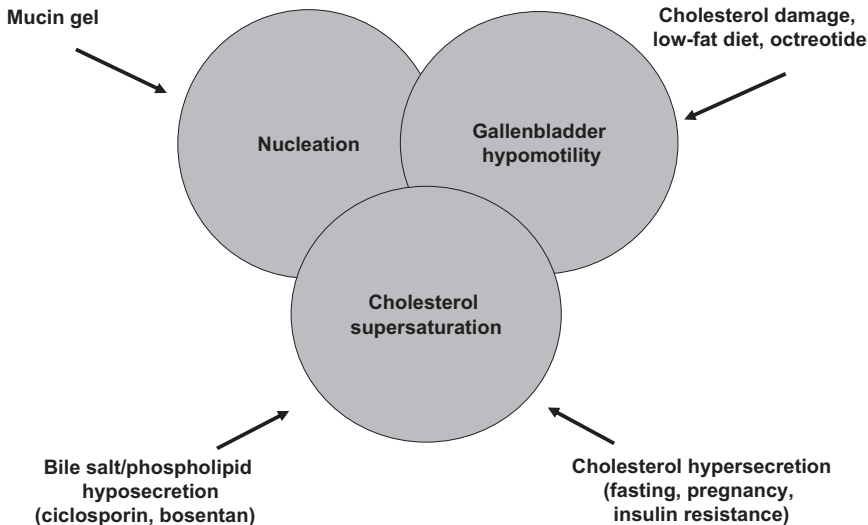 Mucin gel
Cholesterol damage,
low-fat diet, octreotide
Nucleation
Gallenbladder
hypomotility
Cholesterol
supersaturation
Bile salt/phospholipid
hyposecretion
(ciclosporin, bosentan)
Cholesterol hypersecretion
(fasting, pregnancy,
insulin resistance)